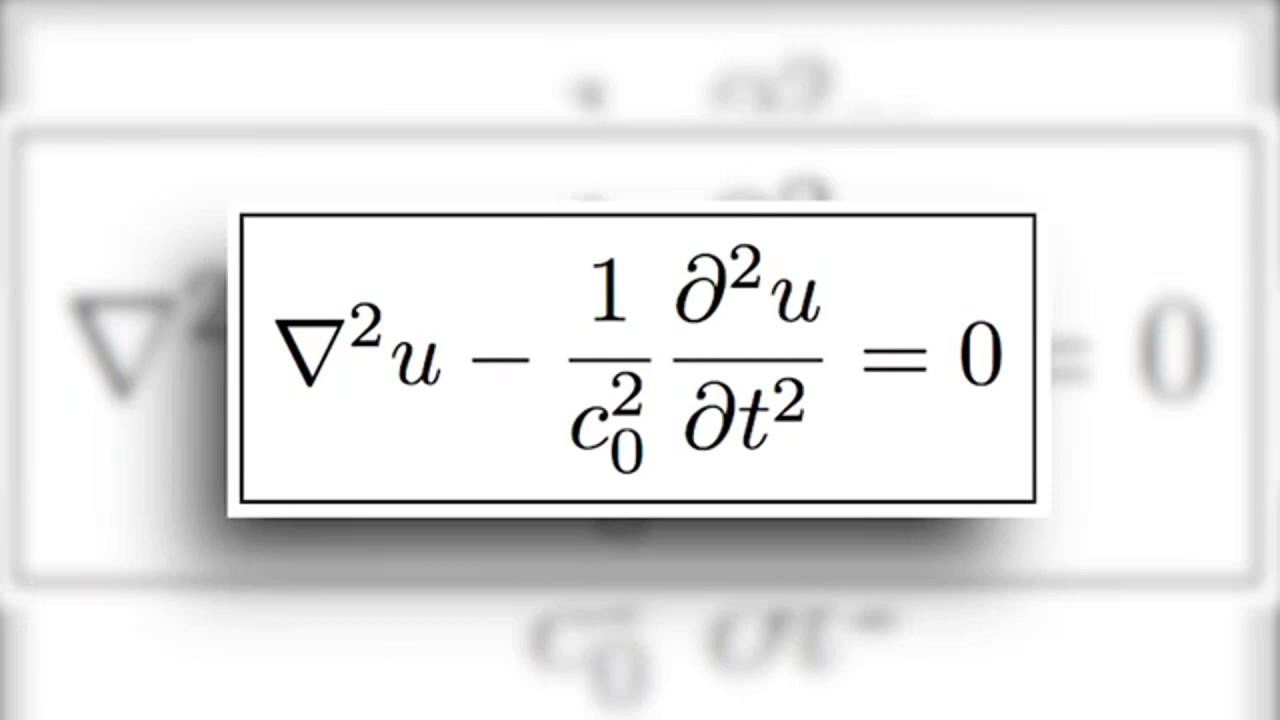 ∇²u − 1/c₀² ∂²u/∂t² = 0